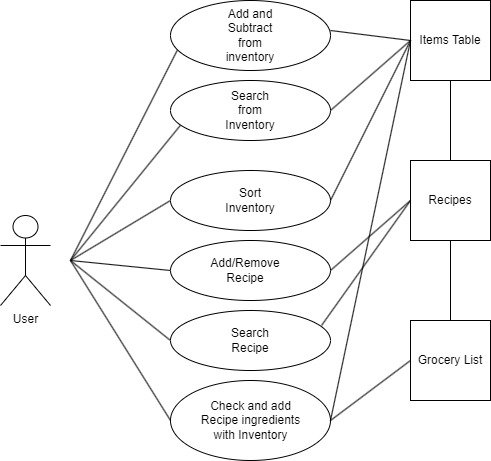 Add and
Subtract
from
inventory
Items Table
Search
from
Inventory
Sort
Inventory
Recipes
Add/Remove
Recipe
User
Search
Recipe
Grocery List
Check and add
Recipe ingredients
with Inventory